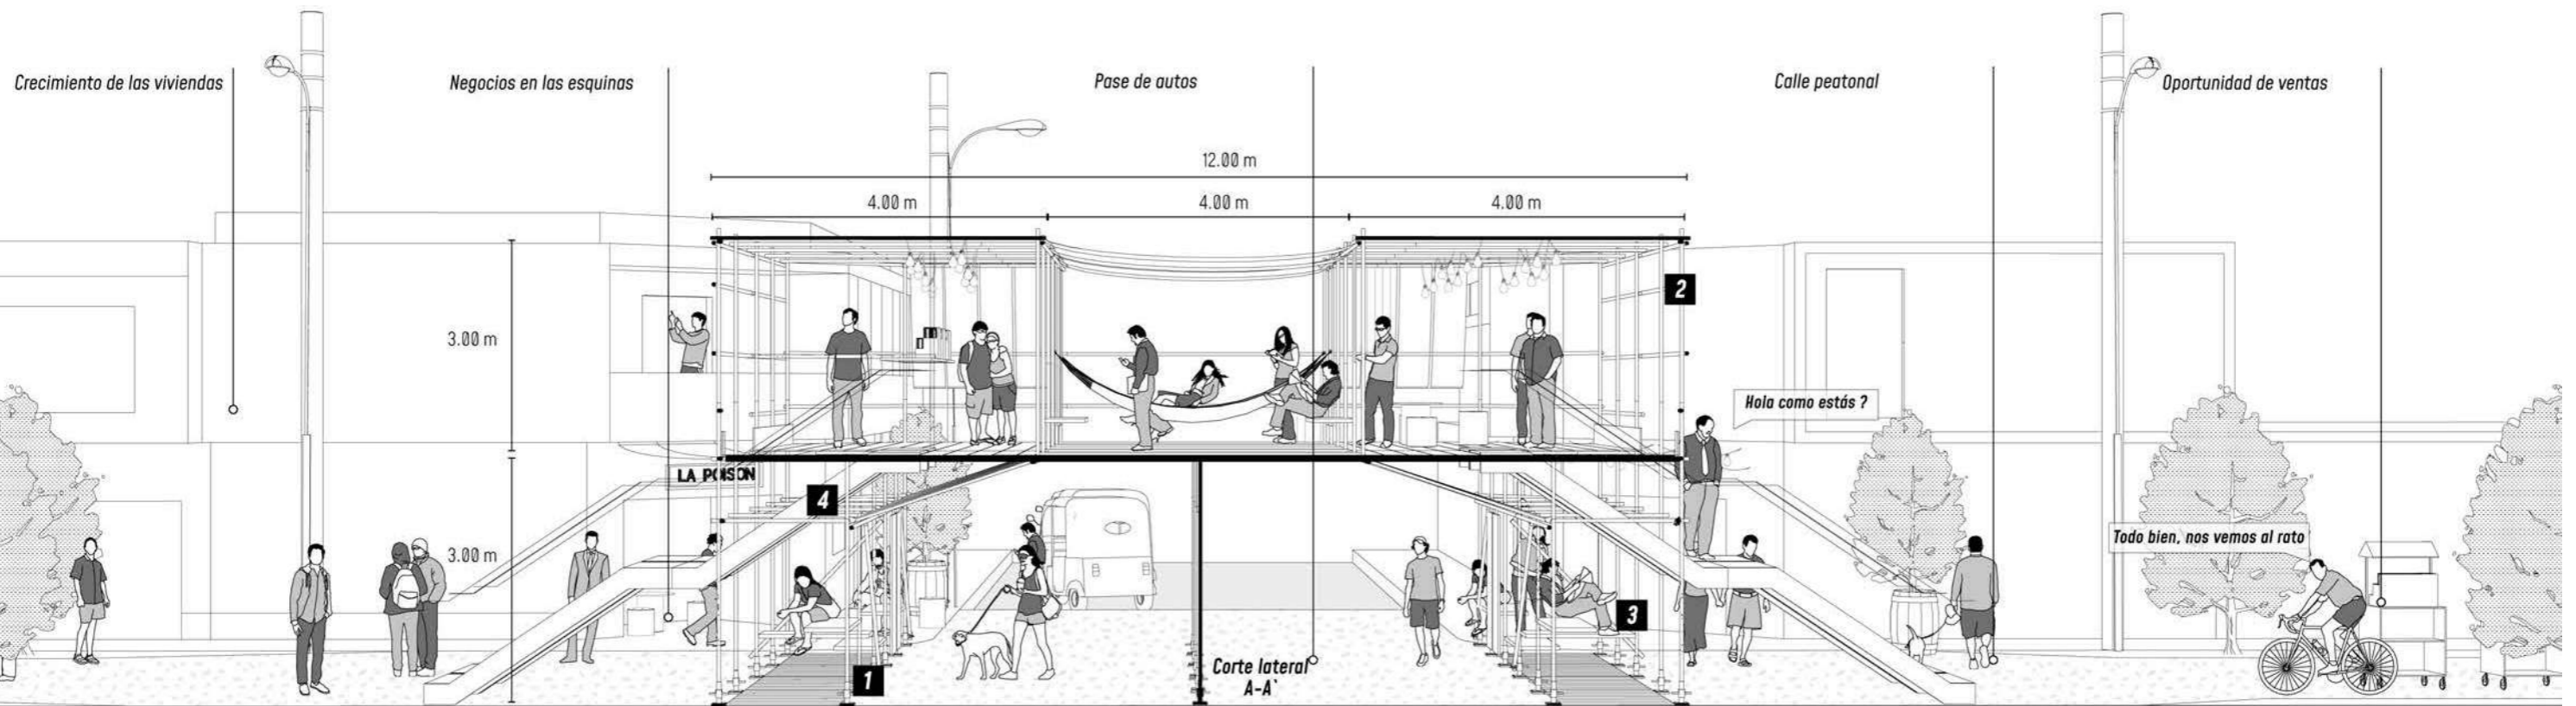 Crecimiento de las viviendas
Negocios en las esquinas
Pase de autos
Calle peatonal
Oportunidad de ventas
12.00 m
4.00 m
4.00 m
4.00 m
2
3.00 m
Hola como estás ?
LA POISON
4
Todo bien, nos vemos al rato
3.00 m
3
1
Corte lateral
A-A`